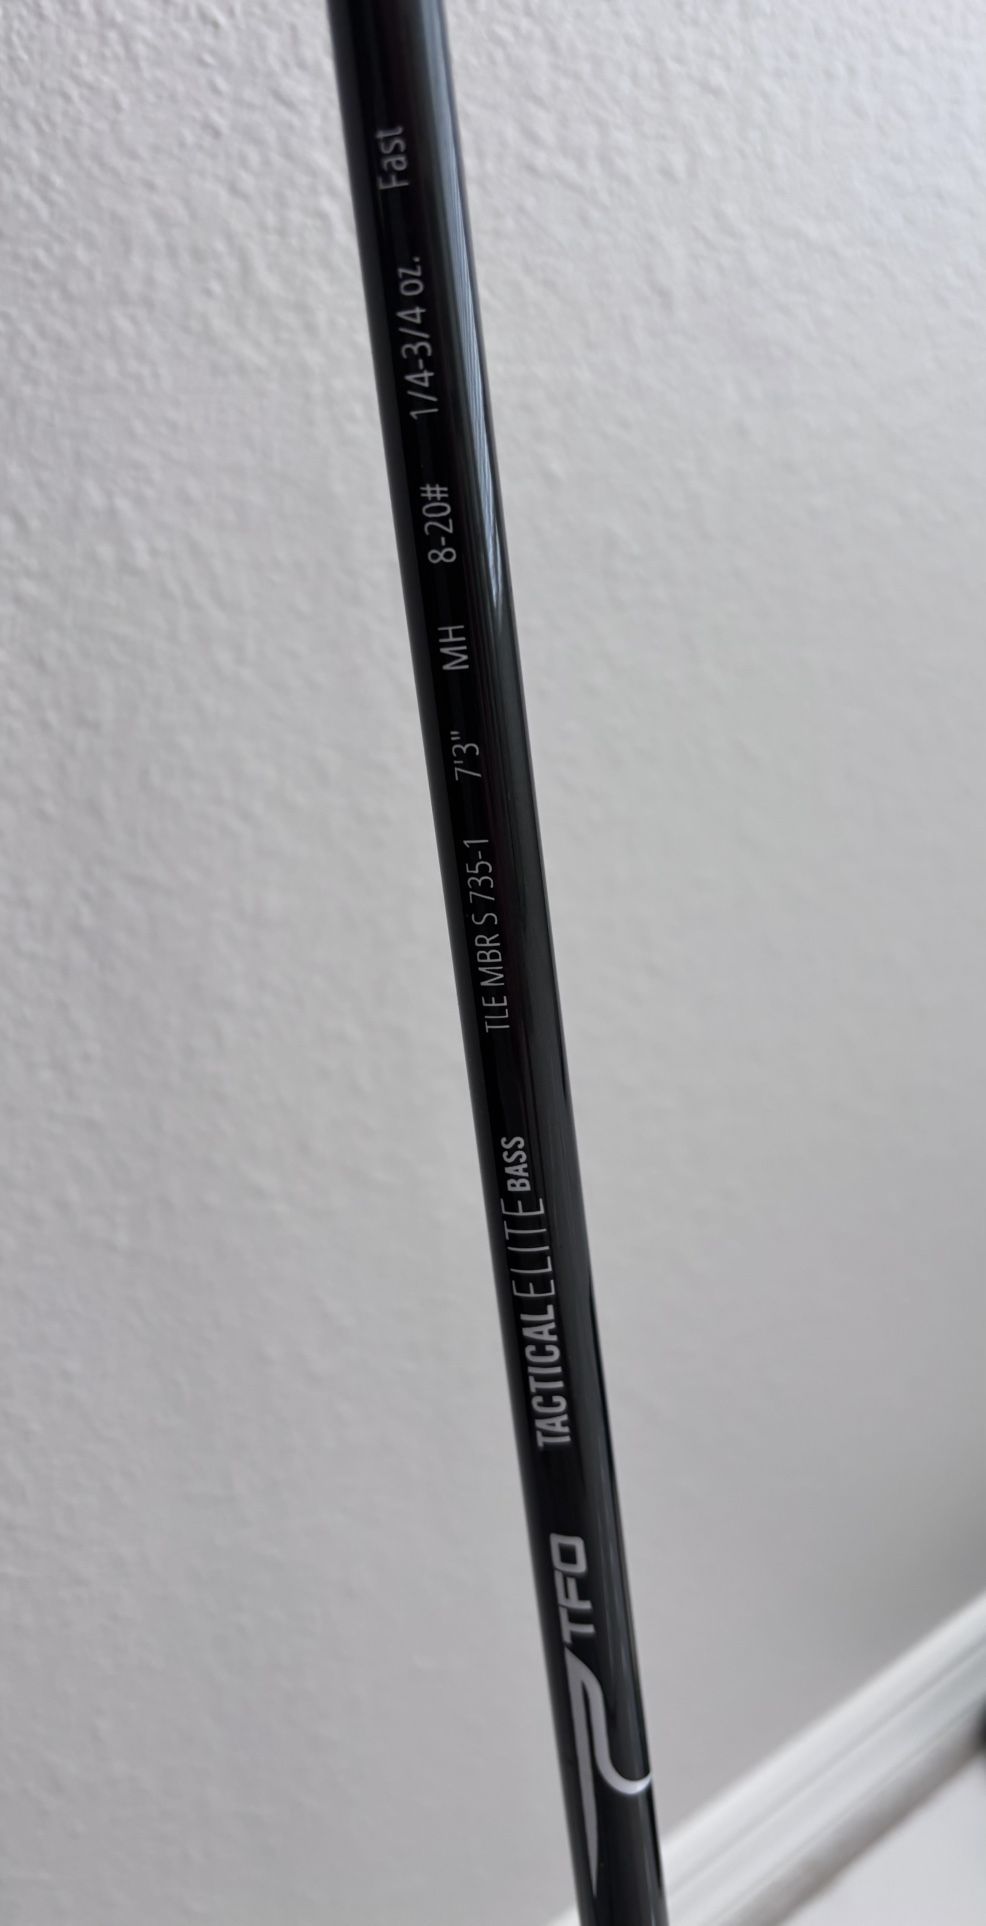 TFO TACTICAL ELITE BASS TLE MBR S 735-1 7'3" MH 8-20# 1/4-3/4 oz. Fast